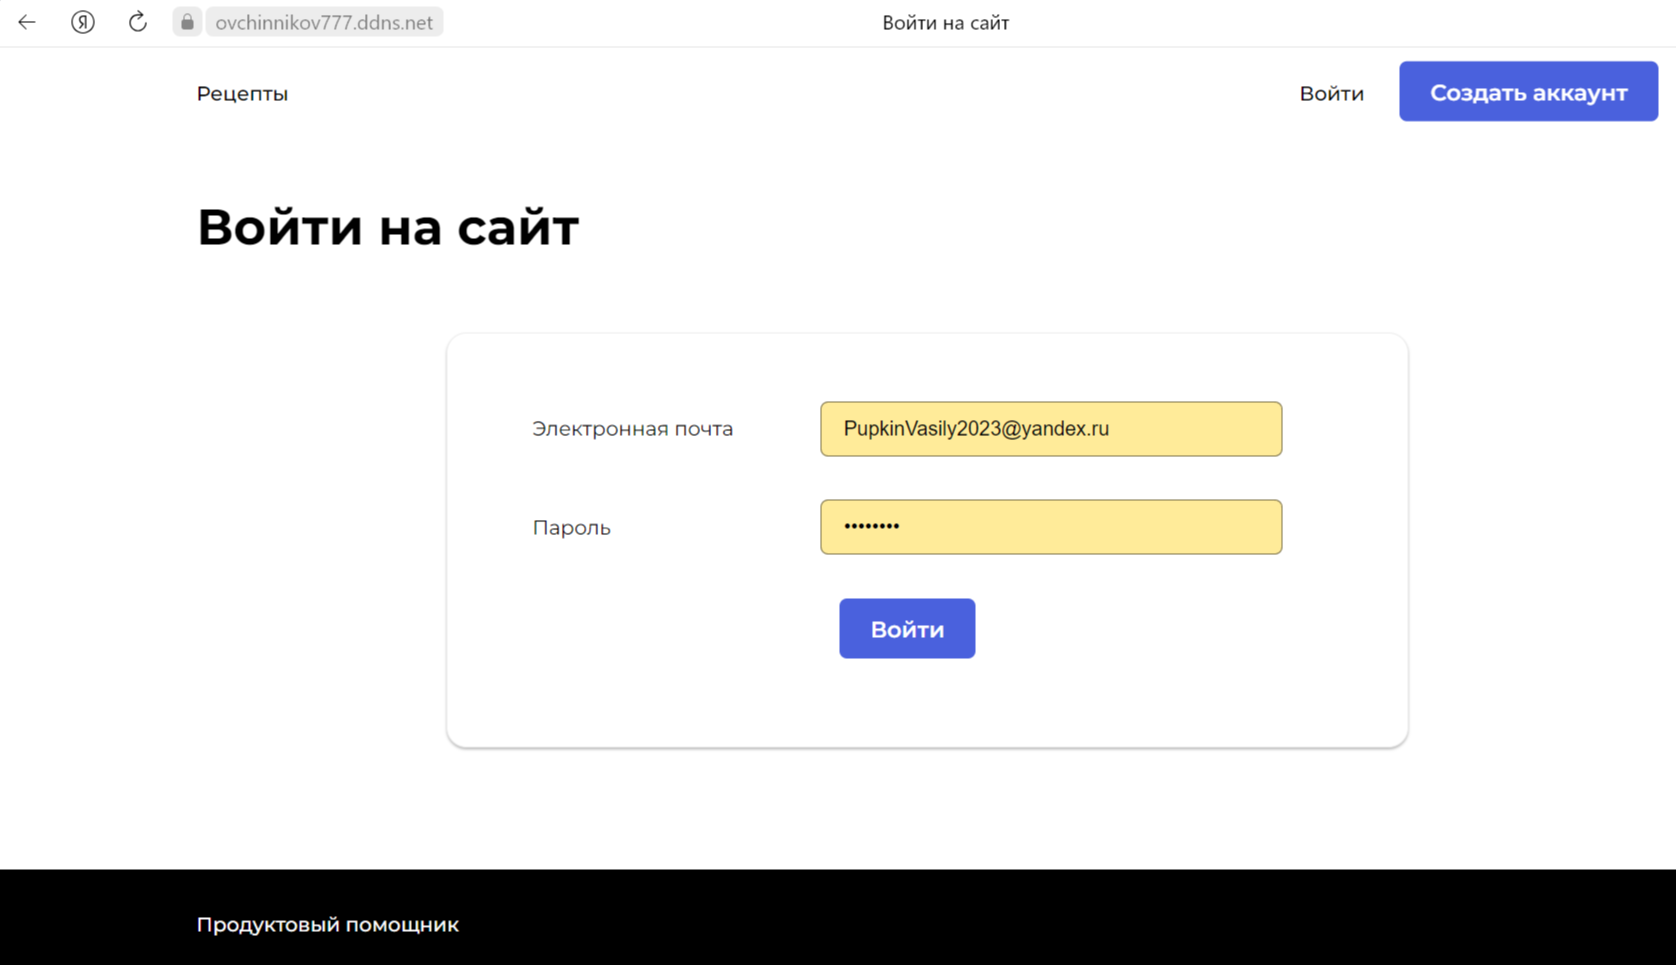 ovchinnikov777.ddns.net
Войти на сайт
Рецепты
Войти
Создать аккаунт
Войти на сайт
Электронная почта
PupkinVasily2023@yandex.ru
Пароль
••••••••
Войти
Продуктовый помощник